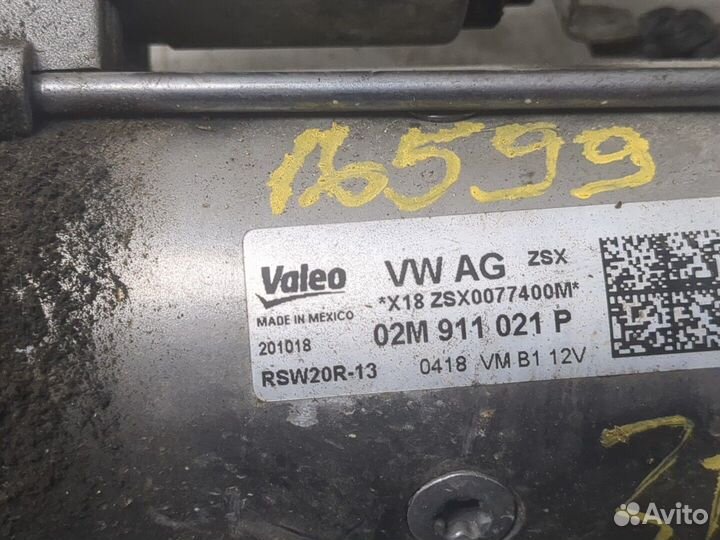 16599
Valeo VW AG ZSX
*X18 ZSX0077400M*
MADE IN MEXICO
02M 911 021 P
201018
RSW20R-13 0418 VM B1 12V
Avito